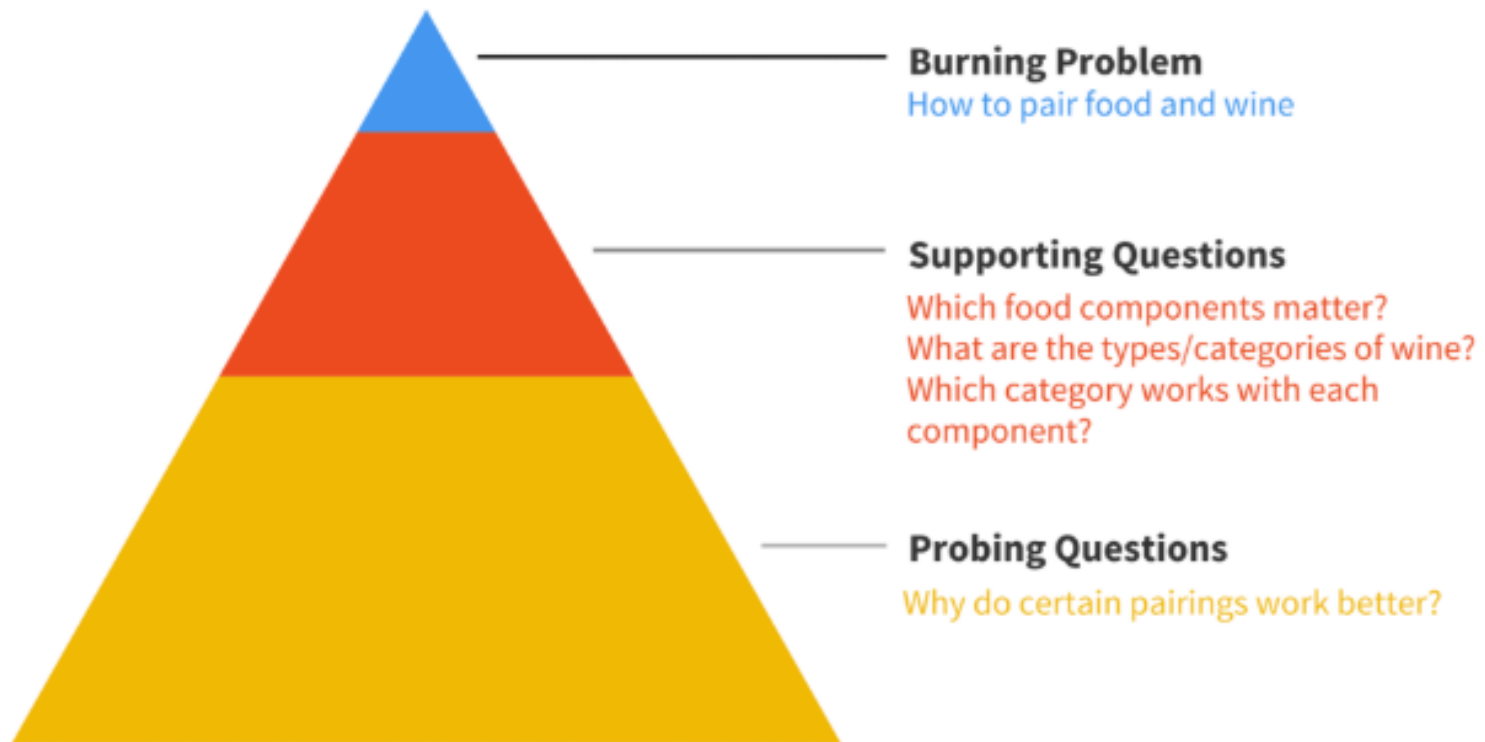 Burning Problem
How to pair food and wine
Supporting Questions
Which food components matter?
What are the types/categories of wine?
Which category works with each
component?
Probing Questions
Why do certain pairings work better?